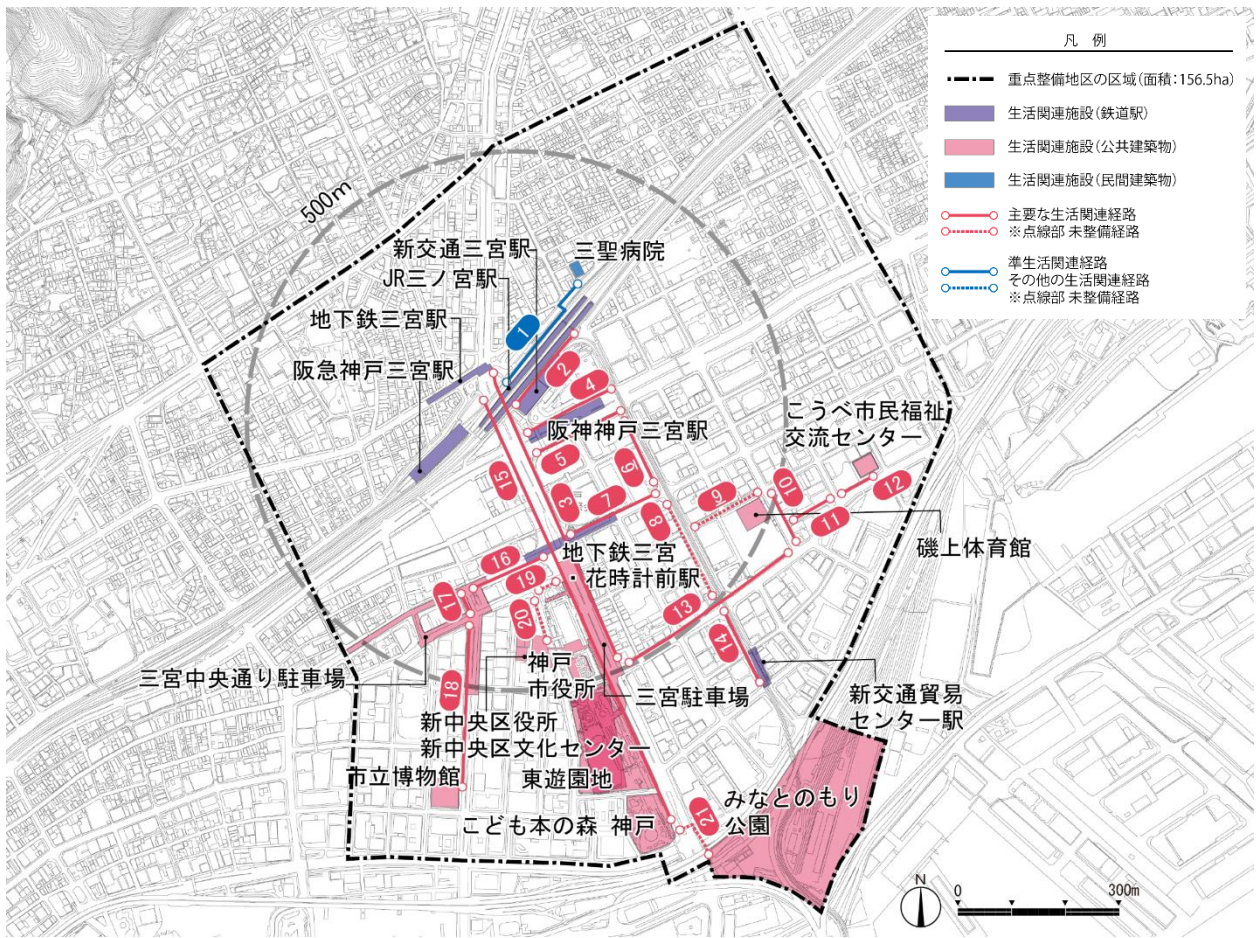 凡 例
重点整備地区の区域(面積:156.5ha)
生活関連施設(鉄道駅)
生活関連施設(公共建築物)
生活関連施設(民間建築物)
主要な生活関連経路
※点線部 未整備経路
準生活関連経路
その他の生活関連経路
※点線部 未整備経路
500m
新交通三宮駅
三聖病院
JR三ノ宮駅
地下鉄三宮駅
阪急神戸三宮駅
1
2
4
阪神神戸三宮駅
こうべ市民福祉
交流センター
5
15
6
3
7
8
9
10
12
11
磯上体育館
地下鉄三宮
・花時計前駅
16
19
17
20
13
14
三宮中央通り駐車場
18
神戸
市役所
三宮駐車場
新交通貿易
センター駅
新中央区役所
新中央区文化センター
市立博物館
東遊園地
みなとのもり
公園
こども本の森 神戸
21
N
0
300m